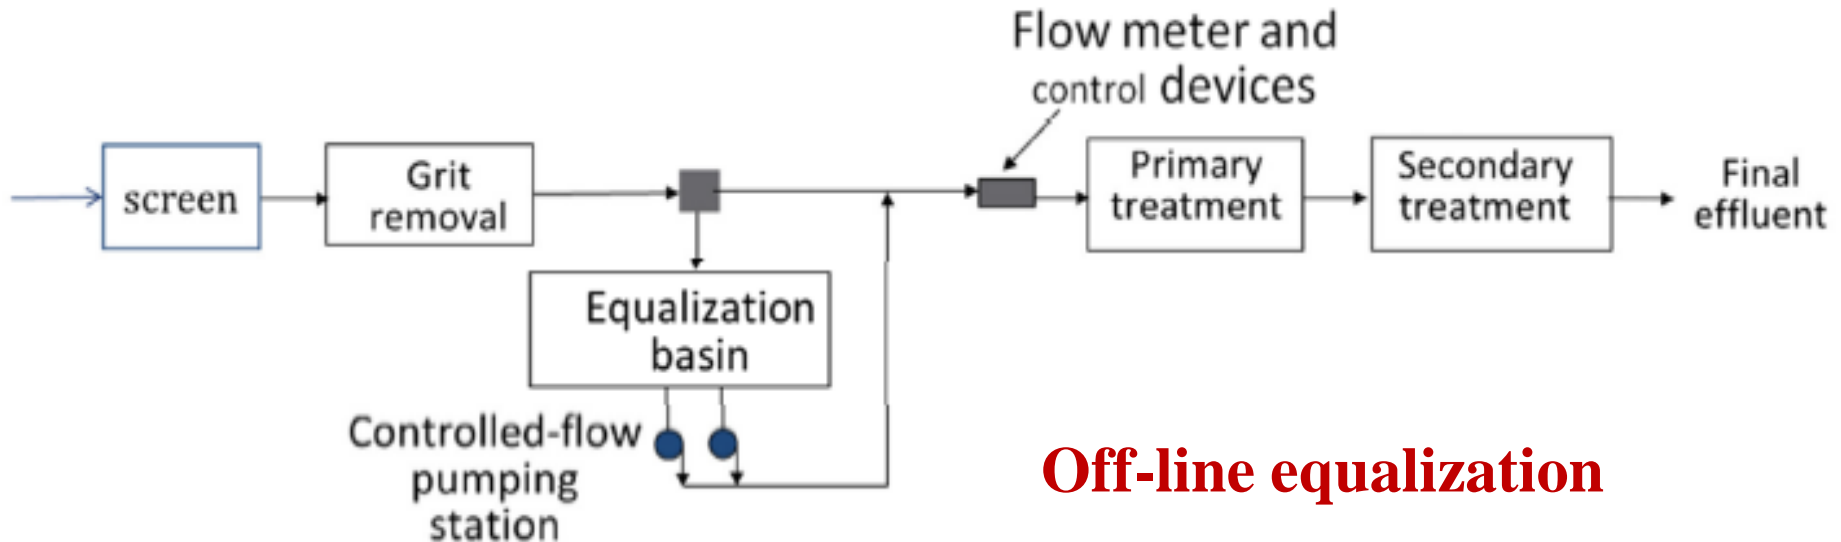 Flow meter and
control devices
screen
Grit
removal
Primary
treatment
Secondary
treatment
Final
effluent
Equalization
basin
Controlled-flow
pumping
station
Off-line equalization